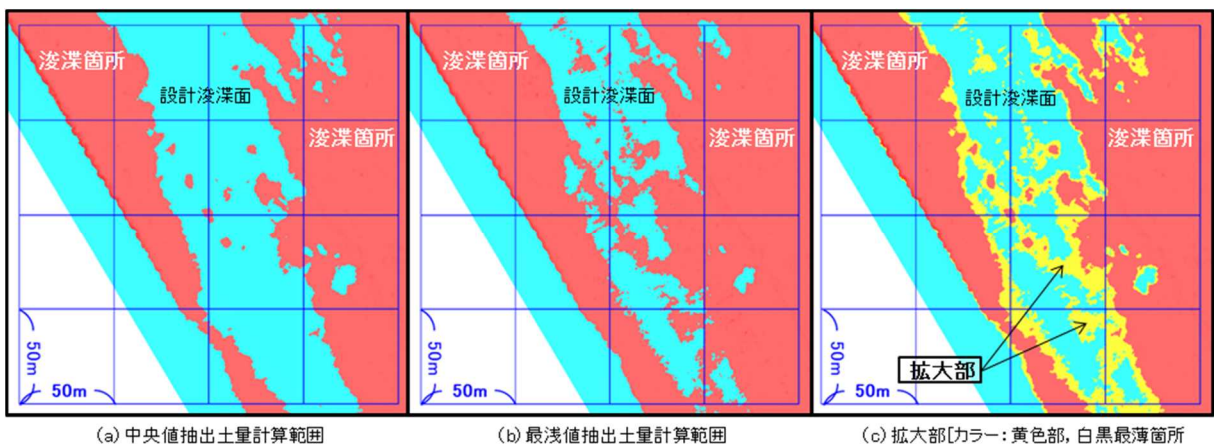 浚渫箇所
設計浚渫面
浚渫箇所
50m
50m
(a) 中央値抽出土量計算範囲
浚渫箇所
設計浚渫面
浚渫箇所
50m
50m
(b) 最浅値抽出土量計算範囲
浚渫箇所
設計浚渫面
浚渫箇所
拡大部
50m
50m
(c) 拡大部[カラー：黄色部, 白黒最薄箇所